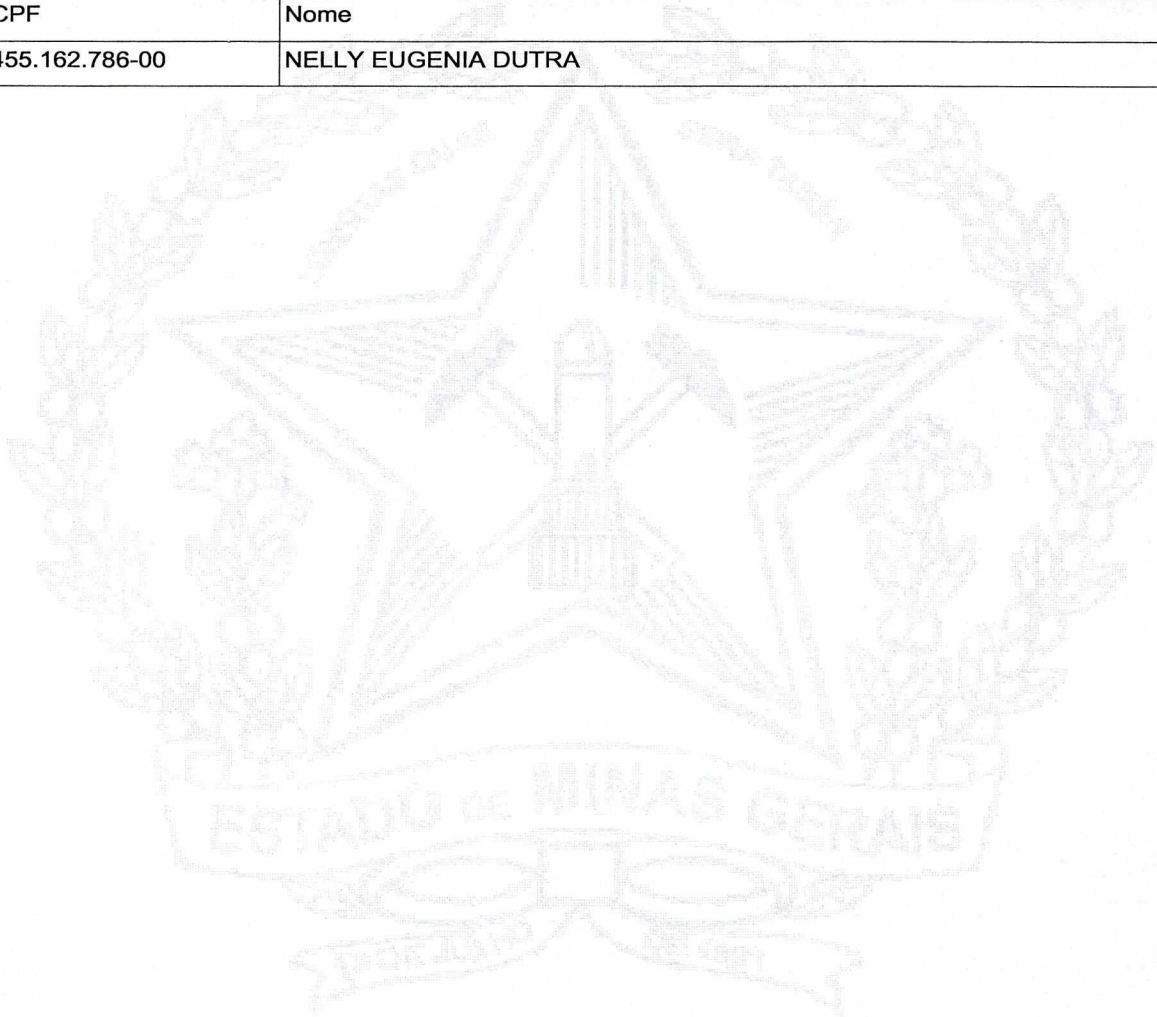 CPF Nome
455.162.786-00 NELLY EUGENIA DUTRA
ESTADO DE MINAS GERAIS